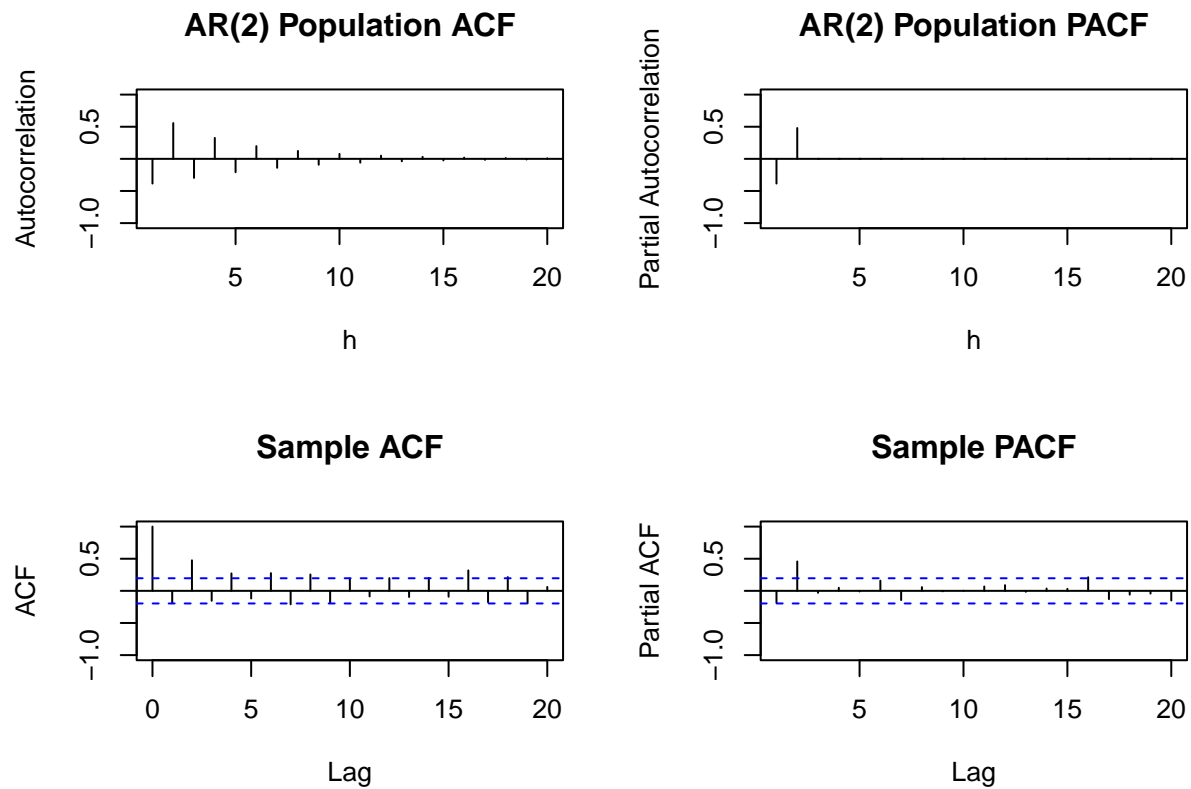 AR(2) Population ACF
Autocorrelation
−1.0 0.5
5 10 15 20
h
AR(2) Population PACF
Partial Autocorrelation
−1.0 0.5
5 10 15 20
h
Sample ACF
ACF
−1.0 0.5
0 5 10 15 20
Lag
Sample PACF
Partial ACF
−1.0 0.5
5 10 15 20
Lag